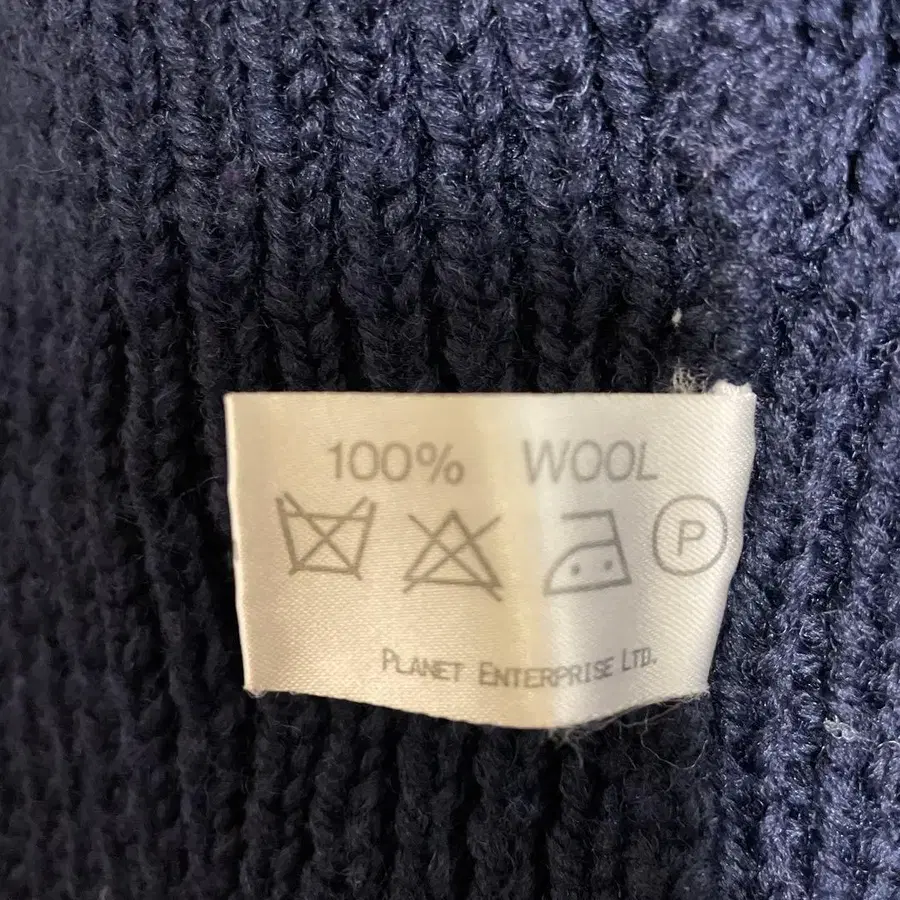 100% WOOL
P
PLANET ENTERPRISE LTD.